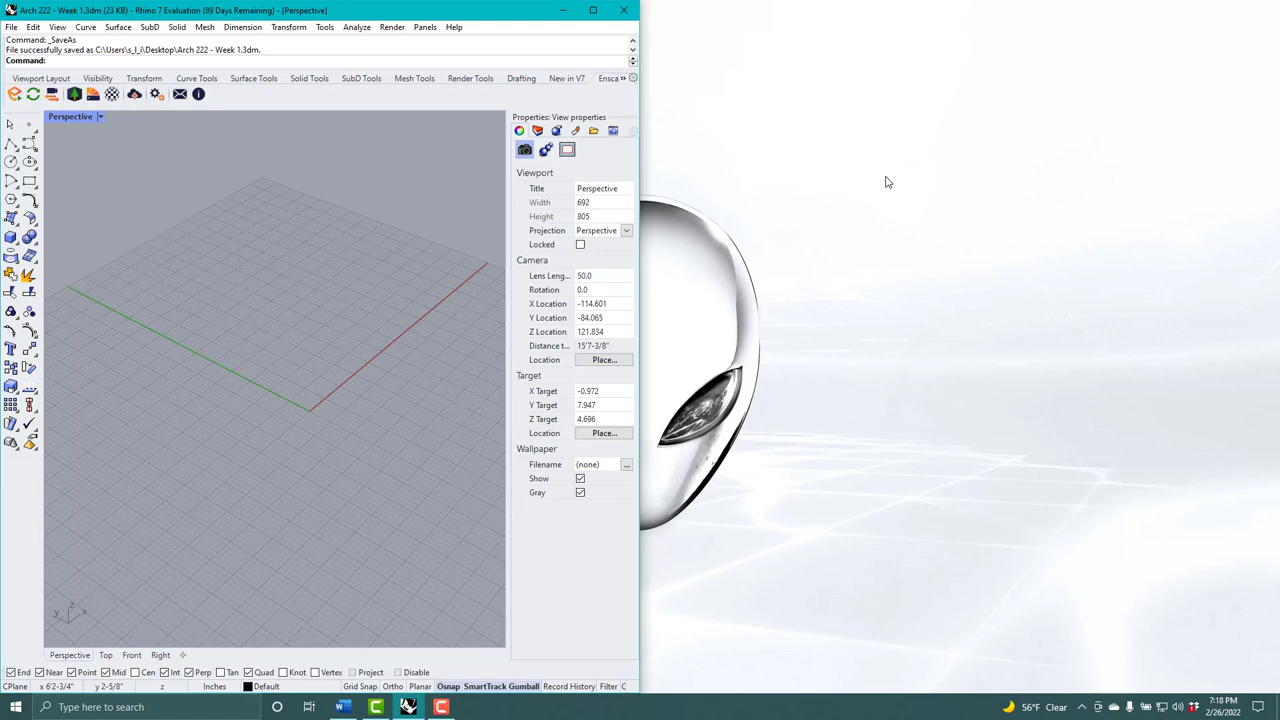 Arch 222 - Week 1.3dm (23 KB) - Rhino 7 Evaluation (89 Days Remaining) - [Perspective]
File Edit View Curve Surface SubD Solid Mesh Dimension Transform Tools Analyze Render Panels Help
Command: _SaveAs
File successfully saved as C:\Users\s_l_i\Desktop\Arch 222 - Week 1.3dm.
Command:
Viewport Layout Visibility Transform Curve Tools Surface Tools Solid Tools SubD Tools Mesh Tools Render Tools Drafting New in V7 Ensca »
Perspective
Properties: View properties
Viewport
Title Perspective
Width 692
Height 805
Projection Perspective
Locked
Camera
Lens Leng... 50.0
Rotation 0.0
X Location -114.601
Y Location -84.065
Z Location 121.834
Distance t... 15'7-3/8"
Location Place...
Target
X Target -0.972
Y Target 7.947
Z Target 4.696
Location Place...
Wallpaper
Filename (none) ...
Show
Gray
z
y x
Perspective Top Front Right
End Near Point Mid Cen Int Perp Tan Quad Knot Vertex Project Disable
CPlane x 6'2-3/4" y 2-5/8" z Inches Default Grid Snap Ortho Planar Osnap SmartTrack Gumball Record History Filter C
Type here to search
56°F Clear
7:18 PM
2/26/2022